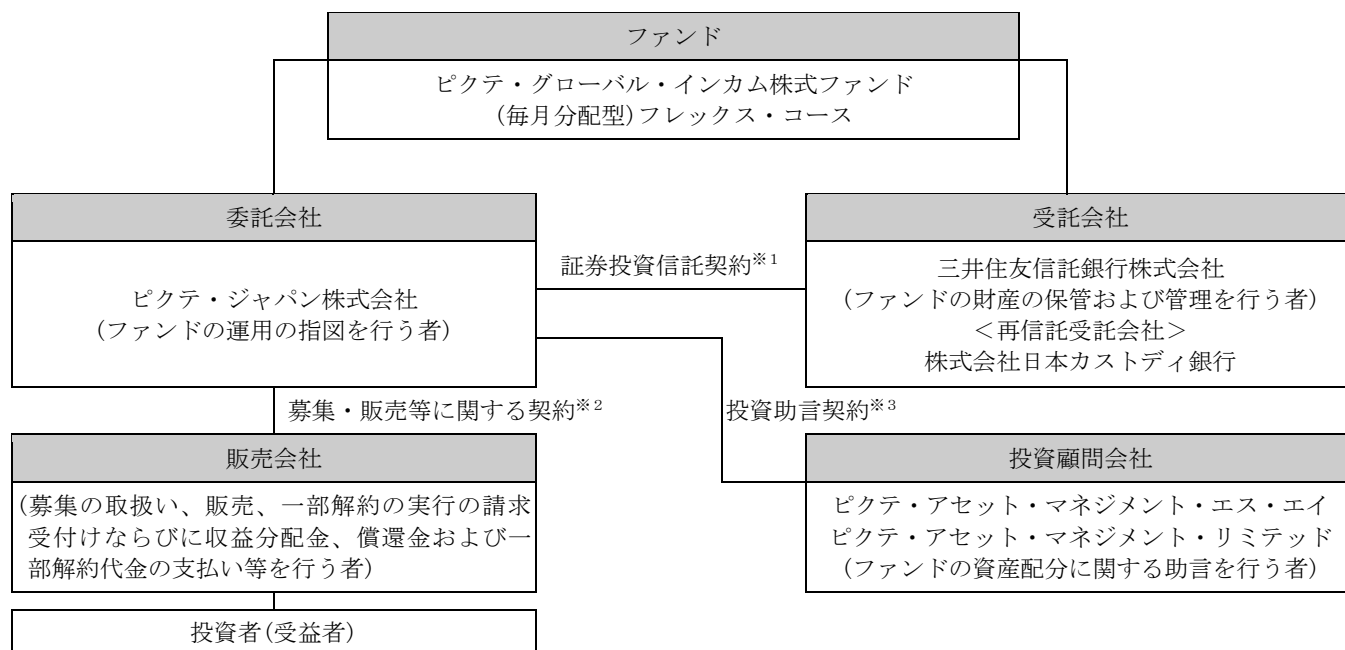 ファンド
ピクテ・グローバル・インカム株式ファンド
(毎月分配型)フレックス・コース
委託会社
ピクテ・ジャパン株式会社
(ファンドの運用の指図を行う者)
証券投資信託契約※1
受託会社
三井住友信託銀行株式会社
(ファンドの財産の保管および管理を行う者)
<再信託受託会社>
株式会社日本カストディ銀行
募集・販売等に関する契約※2
投資助言契約※3
販売会社
(募集の取扱い、販売、一部解約の実行の請求
受付けならびに収益分配金、償還金および一
部解約代金の支払い等を行う者)
投資顧問会社
ピクテ・アセット・マネジメント・エス・エイ
ピクテ・アセット・マネジメント・リミテッド
(ファンドの資産配分に関する助言を行う者)
投資者(受益者)